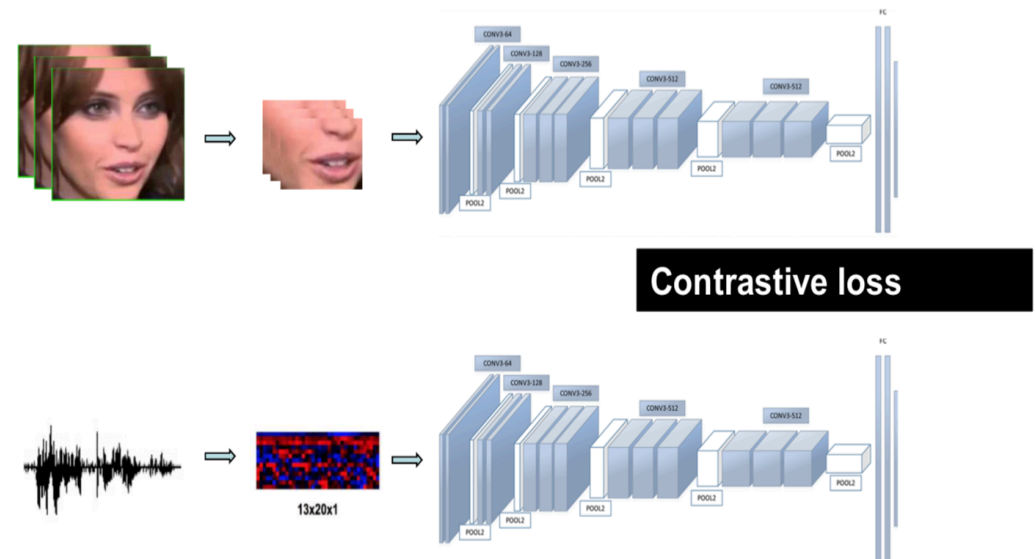 FC
CONV3-64
CONV3-128
CONV3-256
CONV3-512
CONV3-512
POOL2
POOL2
POOL2
POOL2
POOL2
Contrastive loss
FC
CONV3-64
CONV3-128
CONV3-256
CONV3-512
CONV3-512
POOL2
POOL2
POOL2
POOL2
POOL2
13x20x1